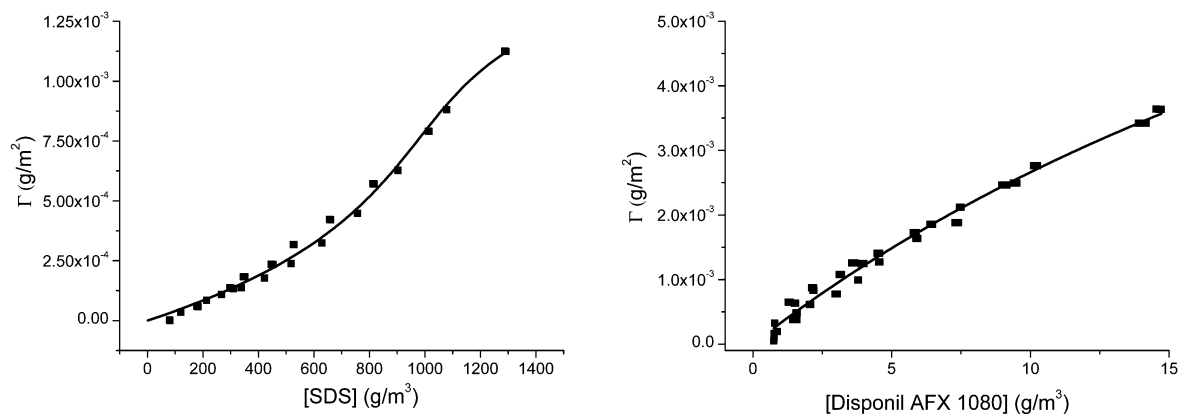 1.25x10⁻³
1.00x10⁻³
7.50x10⁻⁴
5.00x10⁻⁴
2.50x10⁻⁴
0.00
Γ (g/m²)
0 200 400 600 800 1000 1200 1400
[SDS] (g/m³)
5.0x10⁻³
4.0x10⁻³
3.0x10⁻³
2.0x10⁻³
1.0x10⁻³
0.0
Γ (g/m²)
0 5 10 15
[Disponil AFX 1080] (g/m³)